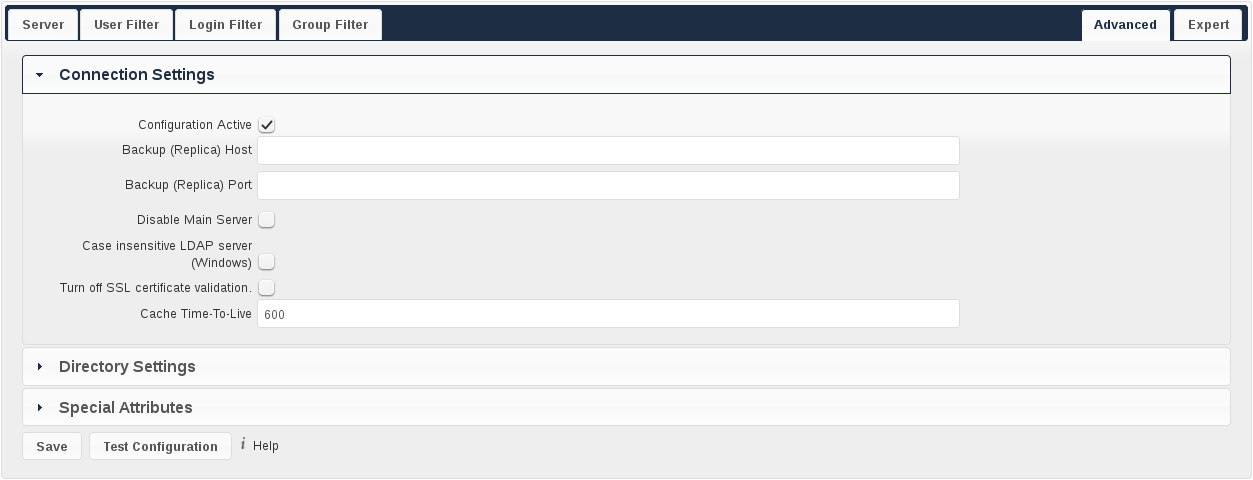 Server User Filter Login Filter Group Filter Advanced Expert
Connection Settings
Configuration Active
Backup (Replica) Host
Backup (Replica) Port
Disable Main Server
Case insensitive LDAP server
(Windows)
Turn off SSL certificate validation.
Cache Time-To-Live 600
Directory Settings
Special Attributes
Save Test Configuration i Help